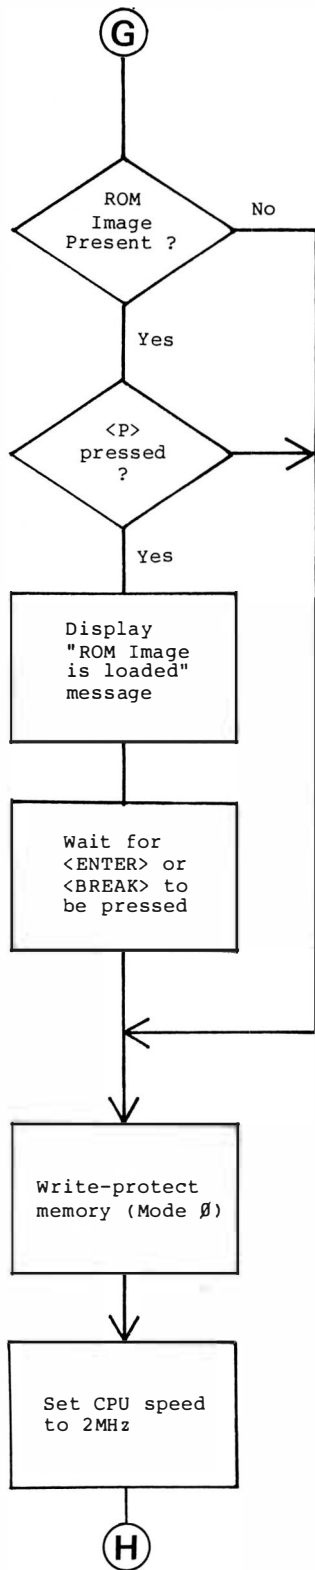 G
ROM
Image
Present ?
No
Yes
<P>
pressed
?
Yes
Display
"ROM Image
is loaded"
message
Wait for
<ENTER> or
<BREAK> to
be pressed
Write-protect
memory (Mode Ø)
Set CPU speed
to 2MHz
H